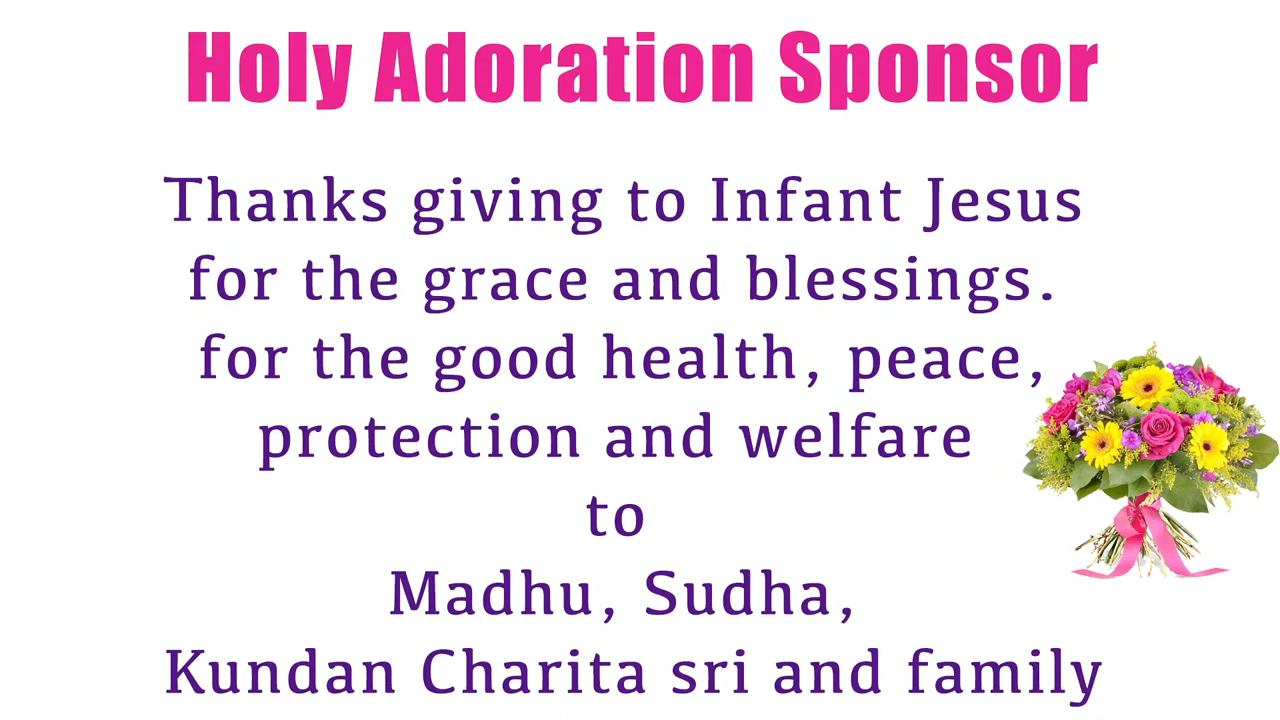 Holy Adoration Sponsor
Thanks giving to Infant Jesus
for the grace and blessings.
for the good health, peace,
protection and welfare
to
Madhu, Sudha,
Kundan Charita sri and family